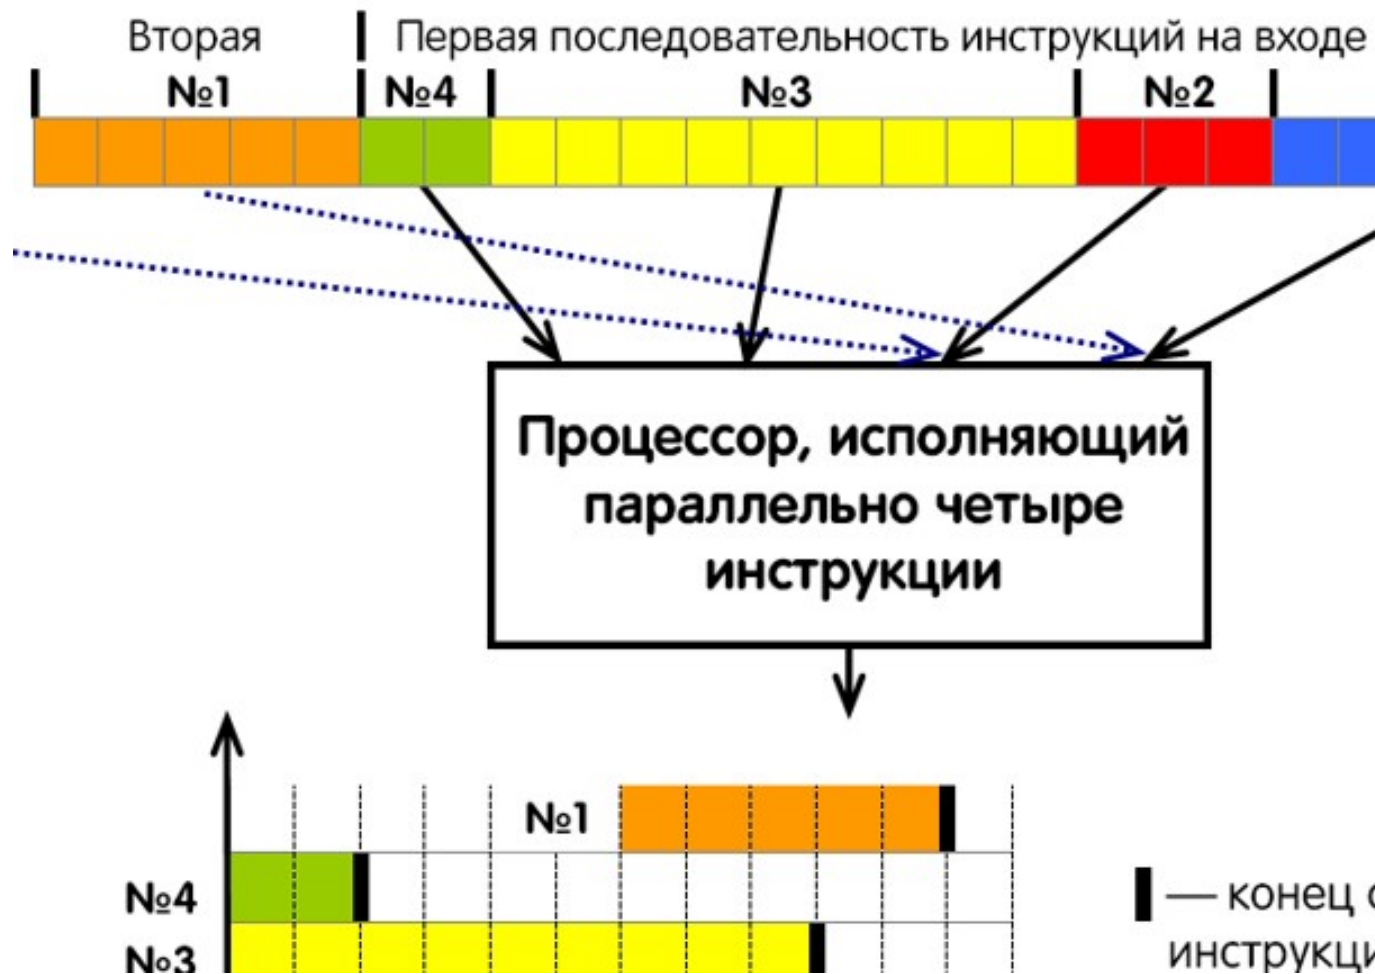 Вторая Первая последовательность инструкций на входе
№1 №4 №3 №2
Процессор, исполняющий
параллельно четыре
инструкции
№1
№4
— конец
№3